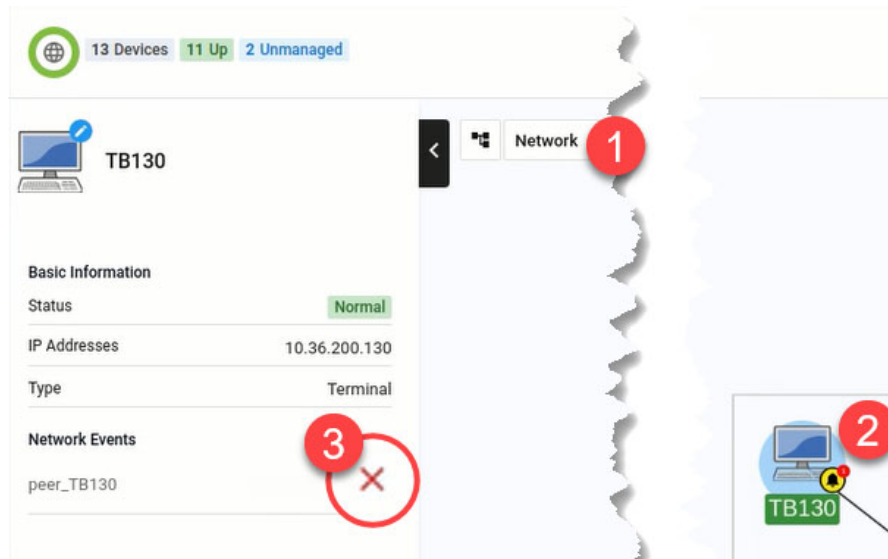 13 Devices 11 Up 2 Unmanaged
TB130
Network
1
Basic Information
Status Normal
IP Addresses 10.36.200.130
Type Terminal
Network Events
3
peer_TB130
2
TB130